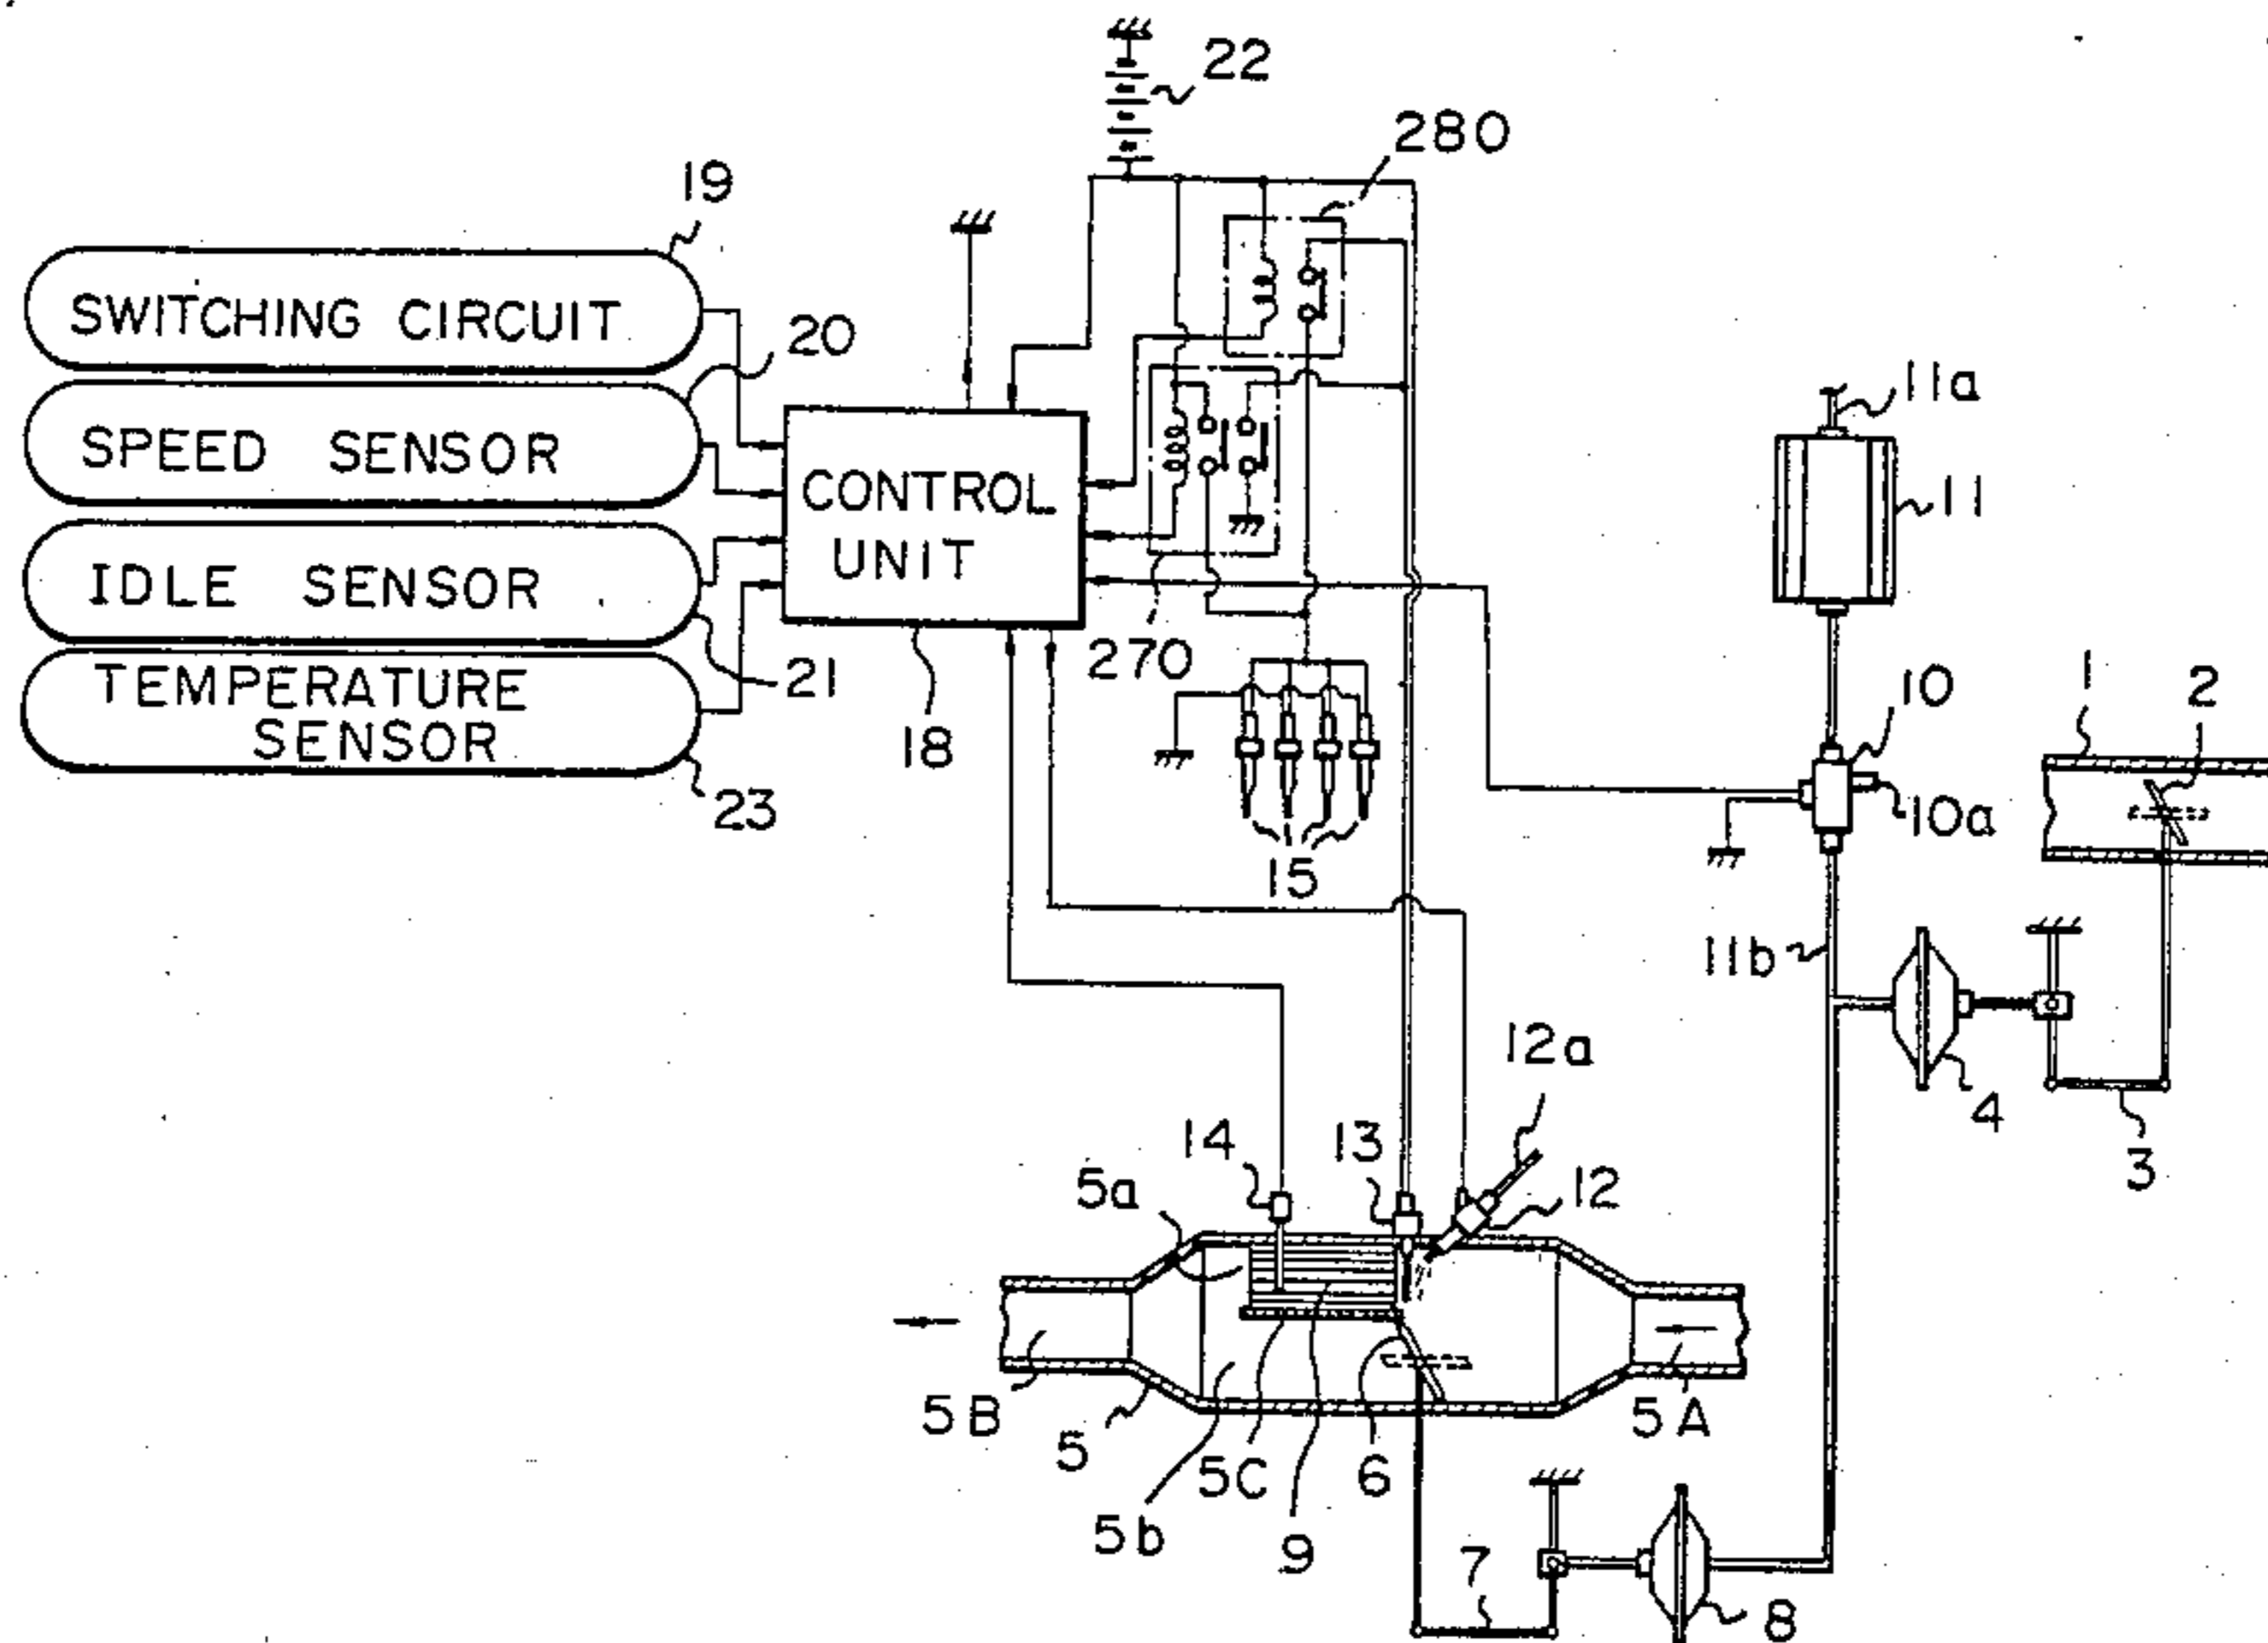 22
280
19
SWITCHING CIRCUIT
20
11a
SPEED SENSOR
CONTROL
UNIT
11
IDLE SENSOR
270
21
1
2
10
TEMPERATURE
SENSOR
18
23
10a
15
11b
12a
4
3
14
13
12
5a
5B
5
5C
6
5A
5b
9
7
8